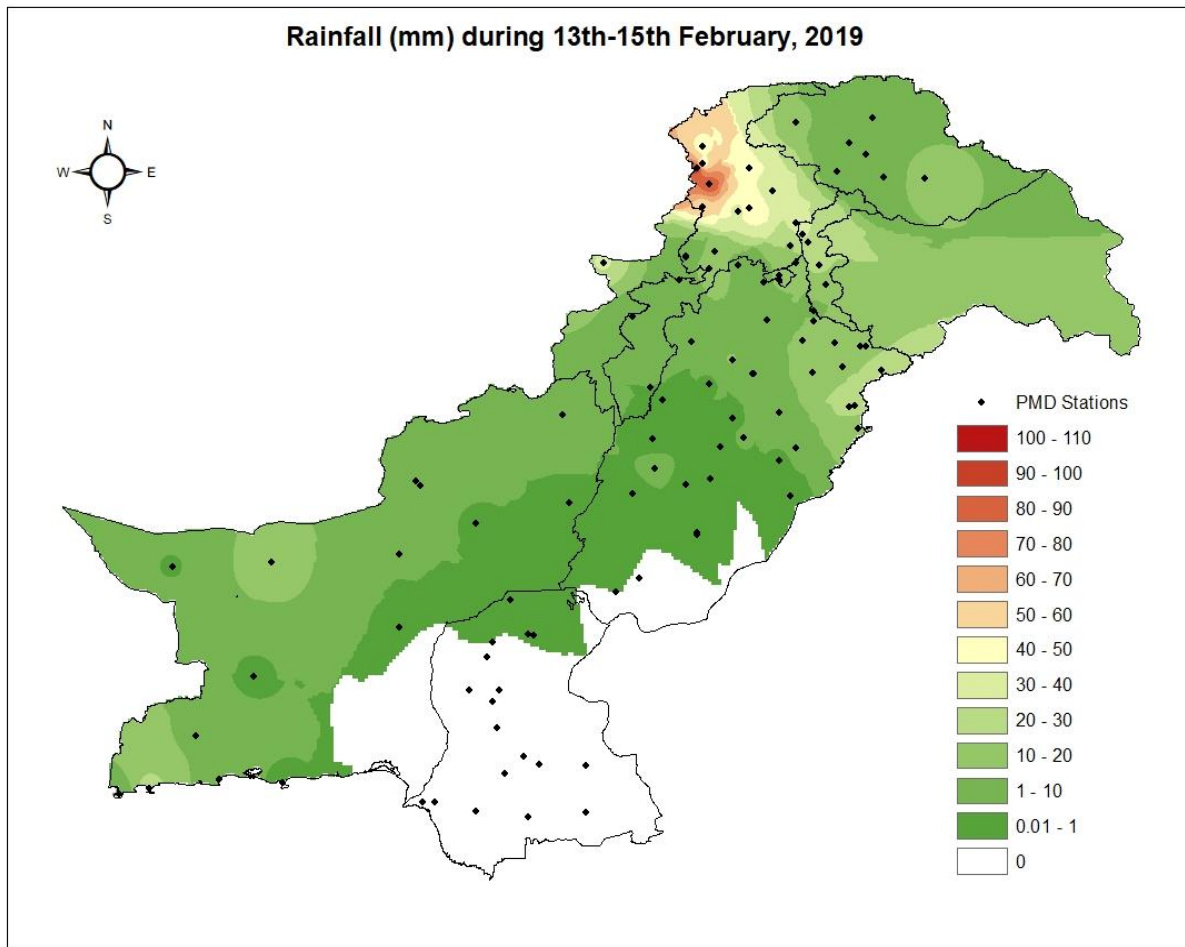 Rainfall (mm) during 13th-15th February, 2019
N
W
E
S
PMD Stations
100 - 110
90 - 100
80 - 90
70 - 80
60 - 70
50 - 60
40 - 50
30 - 40
20 - 30
10 - 20
1 - 10
0.01 - 1
0